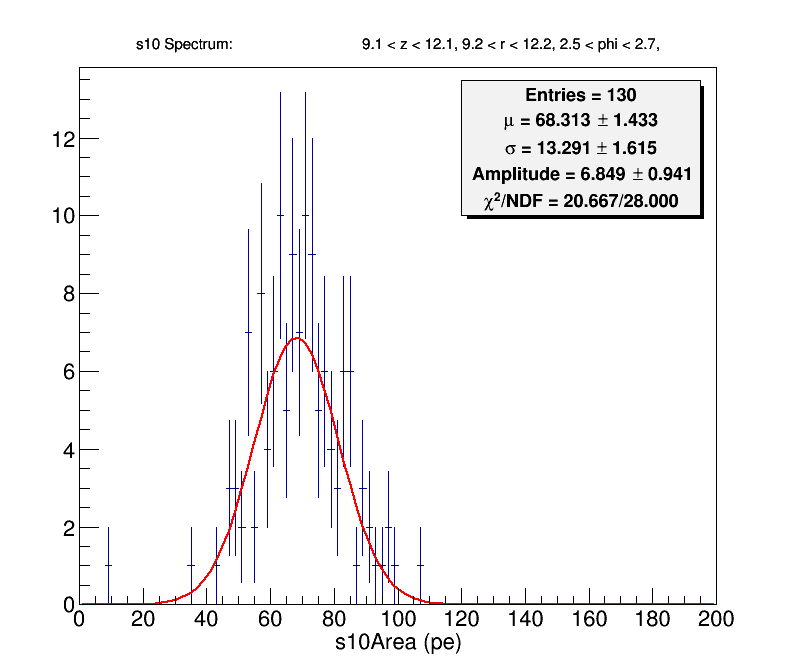 s10 Spectrum: 9.1 < z < 12.1, 9.2 < r < 12.2, 2.5 < phi < 2.7,
Entries = 130
μ = 68.313 ± 1.433
σ = 13.291 ± 1.615
Amplitude = 6.849 ± 0.941
χ²/NDF = 20.667/28.000
12
10
8
6
4
2
0
0 20 40 60 80 100 120 140 160 180 200
s10Area (pe)